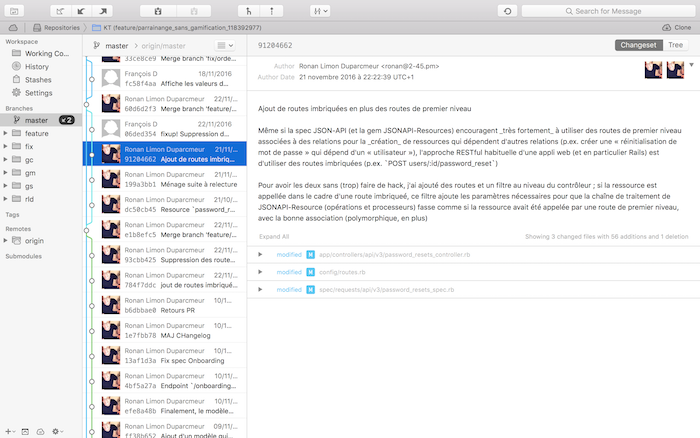 Search for Message
Repositories
KT (feature/parrainange_sans_gamification_118392977)
Clone
Workspace
Working Co...
History
Stashes
Settings
Branches
master
2
feature
fix
gc
gm
gs
rld
Tags
Remotes
origin
Submodules
master
origin/master
33ce8ce9 Merge branch 'fix/orde...
François D 18/11/2016
fc58f4aa Affiche les valeurs d...
Ronan Limon Duparcmeur 22/11/...
60d6d2f3 Merge branch 'feature/...
François D 22/11/2016
06ded354 fixup! Suppression d...
Ronan Limon Duparcmeur 21/11/...
91204662 Ajout de routes imbriq...
Ronan Limon Duparcmeur 21/11/...
199a3bb1 Ménage suite à relecture
Ronan Limon Duparcmeur 21/11/...
dc50cb45 Resource `password_r...
Ronan Limon Duparcmeur 22/11/...
e1b8efc5 Merge branch 'feature/...
Ronan Limon Duparcmeur 22/11/...
93cbb425 Suppression des route...
Ronan Limon Duparcmeur 22/11/...
784f7ddc jout de routes imbriqué...
Ronan Limon Duparcmeur 10/1...
b6dbbae0 Retours PR
Ronan Limon Duparcmeur 10/1...
1e7fbb78 MAJ CHangelog
Ronan Limon Duparcmeur 10/1...
13af1d3a Fix spec Onboarding
Ronan Limon Duparcmeur 10/11/...
4bf5a27a Endpoint `/onboarding...
Ronan Limon Duparcmeur 10/11/...
efe8a48b Finalement, le modèle...
Ronan Limon Duparcmeur 09/11/...
ff38b652 Ajout d'un modèle qui...
91204662
Changeset
Tree
Author Ronan Limon Duparcmeur <ronan@2-45.pm>
Author Date 21 novembre 2016 à 22:22:39 UTC+1
Ajout de routes imbriquées en plus des routes de premier niveau
Même si la spec JSON-API (et la gem JSONAPI-Resources) encouragent _très fortement_ à utiliser des routes de premier niveau
associées à des relations pour la _création_ de ressources qui dépendent d'autres relations (p.ex. créer une « réinitialisation de
mot de passe » qui dépend d'un « utilisateur »), l'approche RESTful habituelle d'une appli web (et en particulier Rails) est
d'utiliser des routes imbriquées (p.ex. `POST users/:id/password_reset`)
Pour avoir les deux sans (trop) faire de hack, j'ai ajouté des routes et un filtre au niveau du contrôleur ; si la ressource est
appellée dans le cadre d'une route imbriquée, ce filtre ajoute les paramètres nécessaires pour que la chaîne de traitement de
JSONAPI-Resource (opérations et processeurs) fasse comme si la ressource avait été appelée par une route de premier niveau,
avec la bonne association (polymorphique, en plus)
Expand All
Showing 3 changed files with 56 additions and 1 deletion
modified M app/controllers/api/v3/password_resets_controller.rb
modified M config/routes.rb
modified M spec/requests/api/v3/password_resets_spec.rb